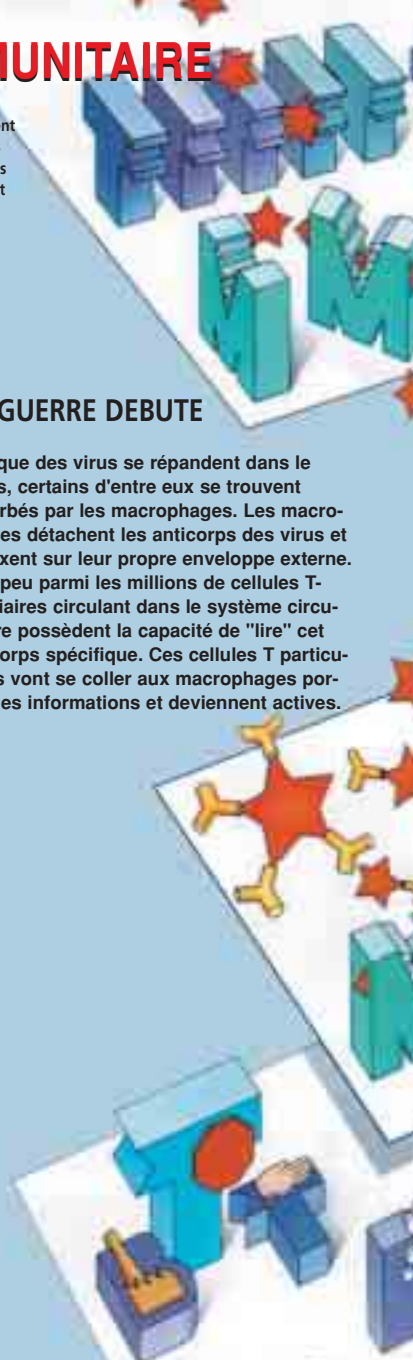 MUNITAIRE
ent
s
t
GUERRE DEBUTE
que des virus se répandent dans le
s, certains d'entre eux se trouvent
rbés par les macrophages. Les macro-
es détachent les anticorps des virus et
xent sur leur propre enveloppe externe.
peu parmi les millions de cellules T-
iaires circulant dans le système circu-
re possèdent la capacité de "lire" cet
corps spécifique. Ces cellules T particu-
s vont se coller aux macrophages por-
es informations et deviennent actives.
T
M M
T